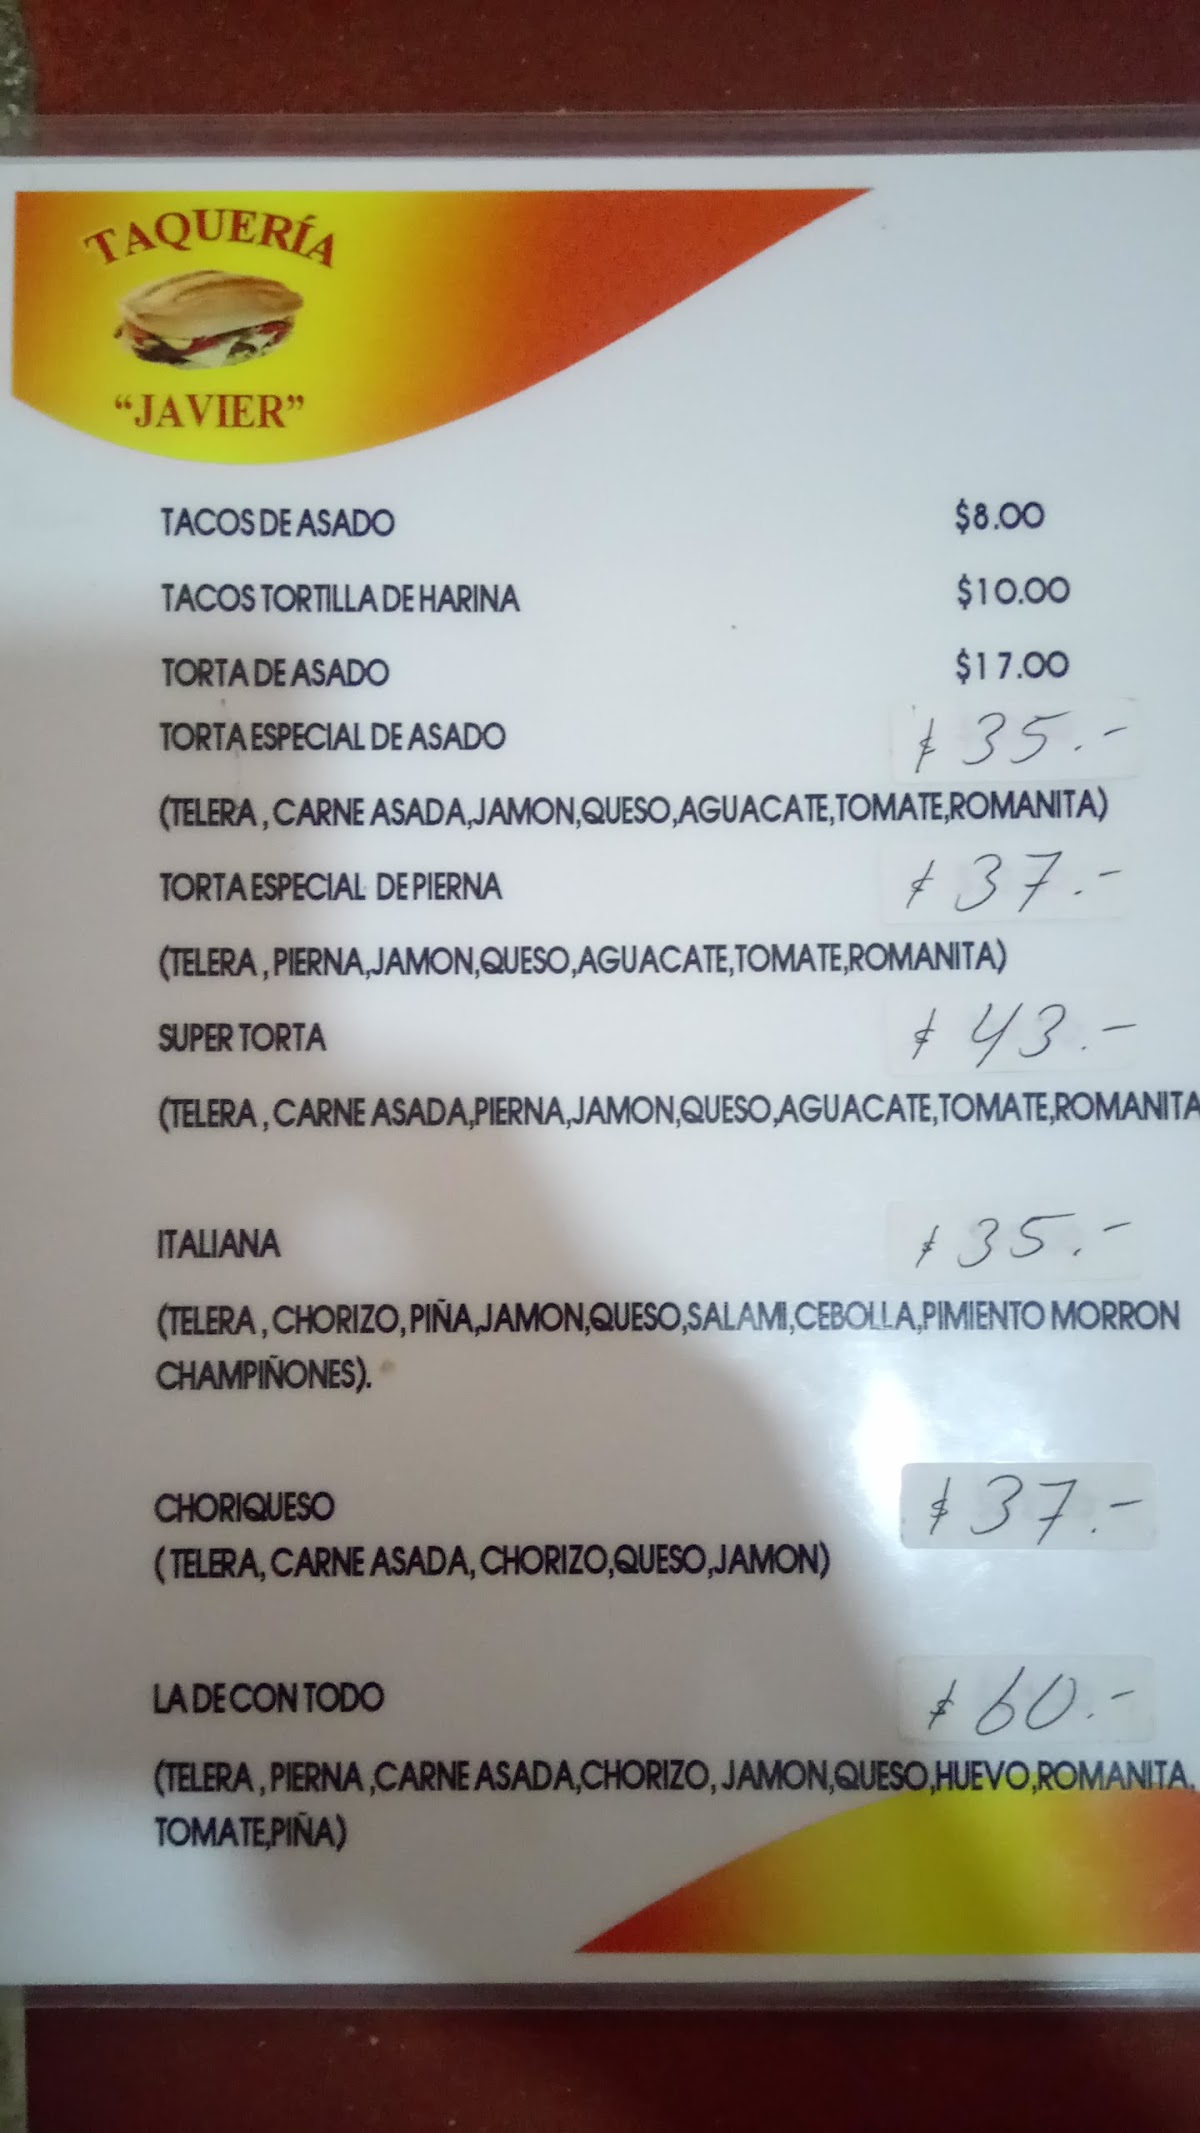 TAQUERÍA
"JAVIER"
TACOS DE ASADO $8.00
TACOS TORTILLA DE HARINA $10.00
TORTA DE ASADO $17.00
TORTA ESPECIAL DE ASADO $35.-
(TELERA, CARNE ASADA,JAMON,QUESO,AGUACATE,TOMATE,ROMANITA)
TORTA ESPECIAL DE PIERNA $37.-
(TELERA, PIERNA,JAMON,QUESO,AGUACATE,TOMATE,ROMANITA)
SUPER TORTA $43.-
(TELERA, CARNE ASADA,PIERNA,JAMON,QUESO,AGUACATE,TOMATE,ROMANITA
ITALIANA $35.-
(TELERA, CHORIZO, PIÑA,JAMON,QUESO,SALAMI,CEBOLLA,PIMIENTO MORRON
CHAMPIÑONES).
CHORIQUESO $37.-
( TELERA, CARNE ASADA, CHORIZO,QUESO,JAMON)
LA DE CON TODO $60.-
(TELERA, PIERNA,CARNE ASADA,CHORIZO, JAMON,QUESO,HUEVO,ROMANITA,
TOMATE,PIÑA)